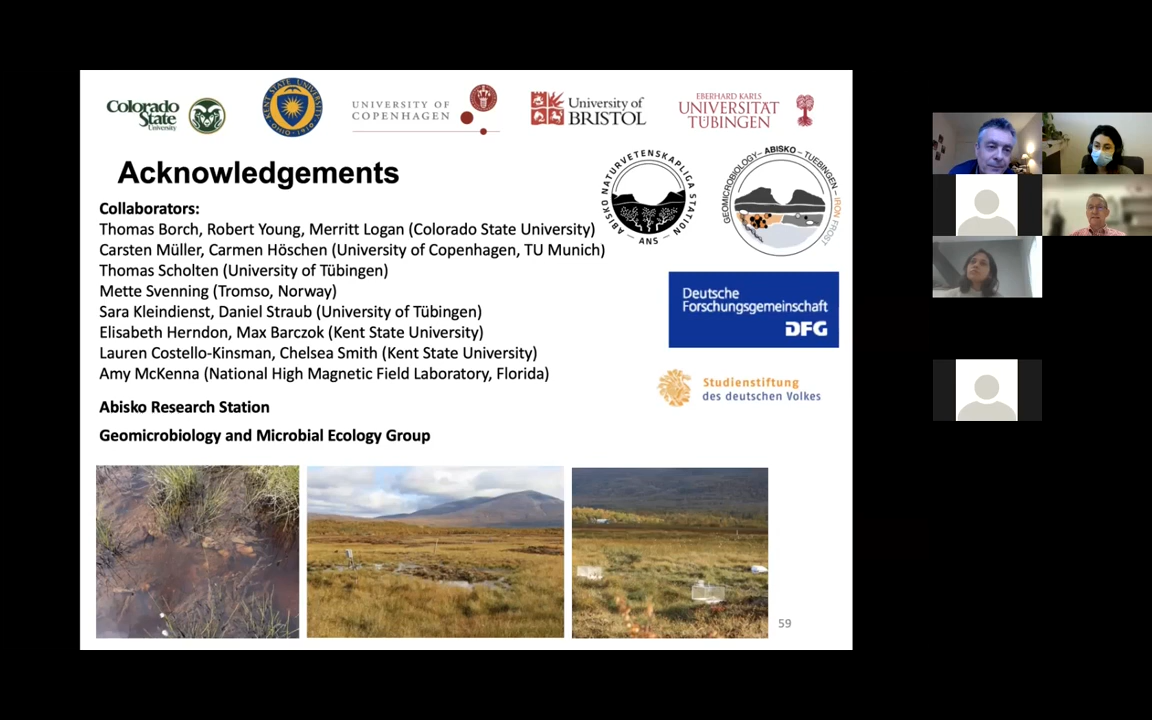 Colorado
State
University
KENT STATE UNIVERSITY
OHIO 1910
UNIVERSITY OF
COPENHAGEN
University of
BRISTOL
EBERHARD KARLS
UNIVERSITÄT
TÜBINGEN
Acknowledgements
ABISKO NATURVETENSKAPLIGA STATION
— ANS —
GEOMICROBIOLOGY – ABISKO – TUEBINGEN – IRON FROST
Collaborators:
Thomas Borch, Robert Young, Merritt Logan (Colorado State University)
Carsten Müller, Carmen Höschen (University of Copenhagen, TU Munich)
Thomas Scholten (University of Tübingen)
Mette Svenning (Tromso, Norway)
Sara Kleindienst, Daniel Straub (University of Tübingen)
Elisabeth Herndon, Max Barczok (Kent State University)
Lauren Costello-Kinsman, Chelsea Smith (Kent State University)
Amy McKenna (National High Magnetic Field Laboratory, Florida)
Deutsche
Forschungsgemeinschaft
DFG
Studienstiftung
des deutschen Volkes
Abisko Research Station
Geomicrobiology and Microbial Ecology Group
59